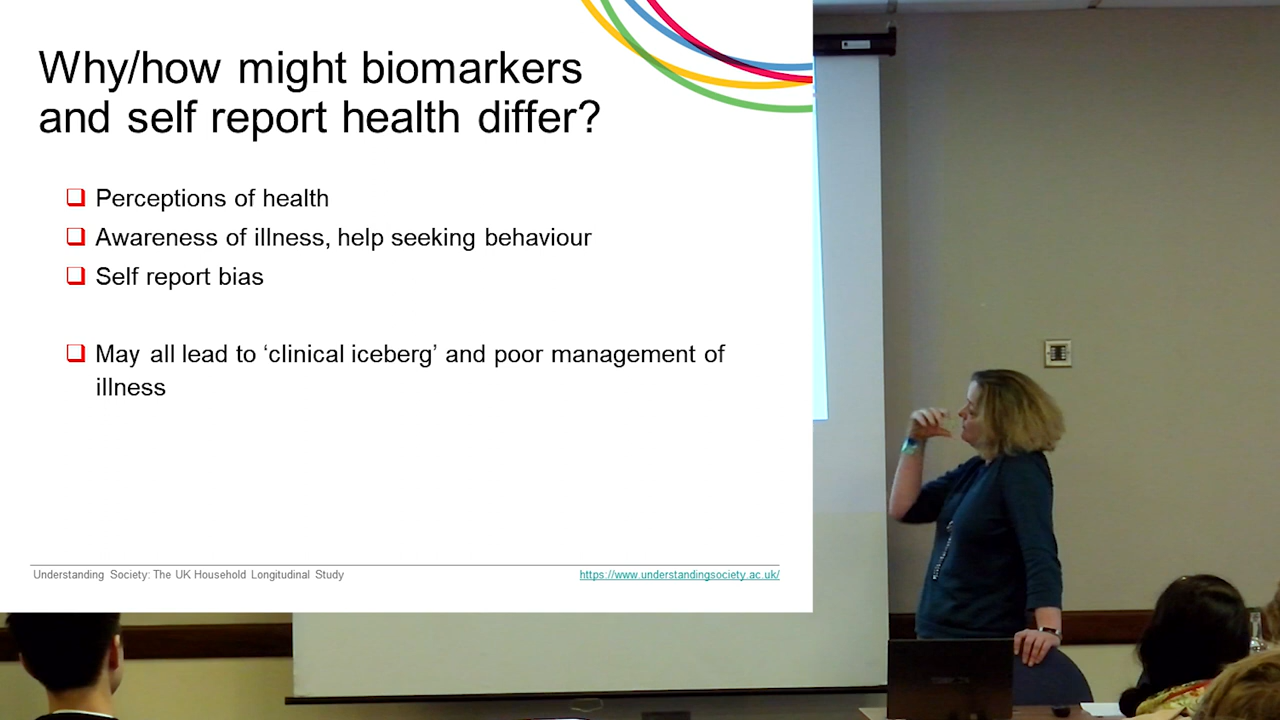 Why/how might biomarkers
and self report health differ?
❑ Perceptions of health
❑ Awareness of illness, help seeking behaviour
❑ Self report bias
❑ May all lead to ‘clinical iceberg’ and poor management of
illness
Understanding Society: The UK Household Longitudinal Study
https://www.understandingsociety.ac.uk/